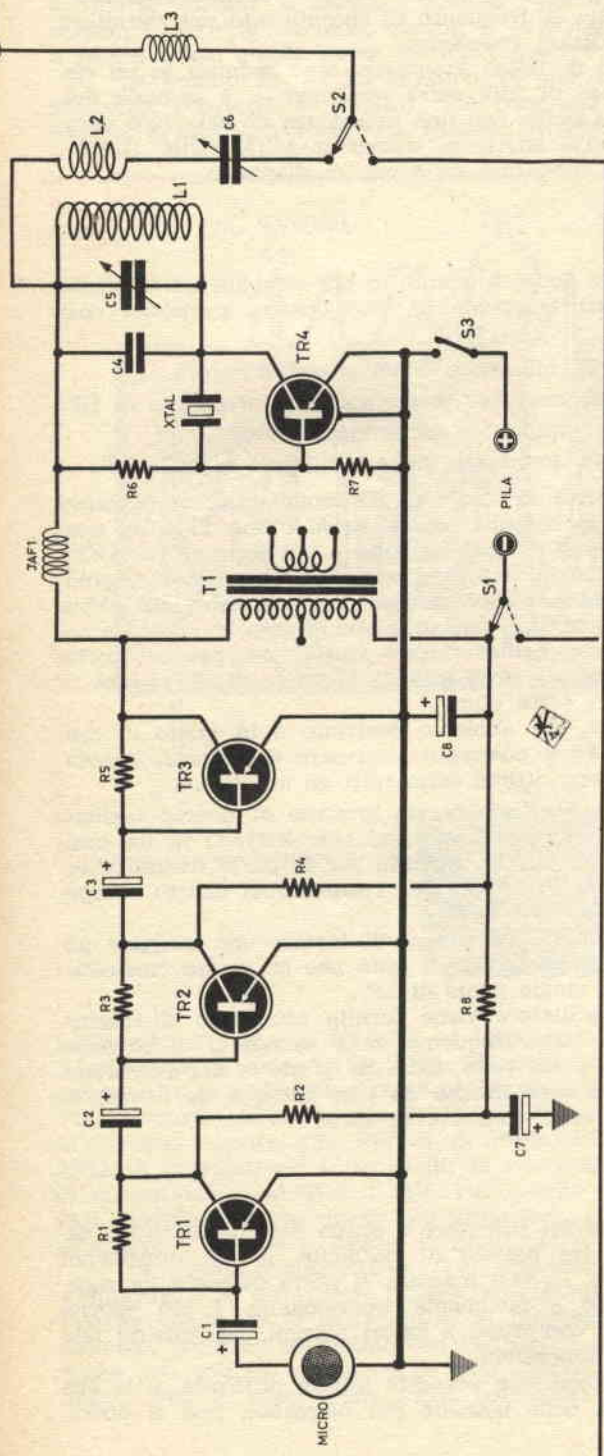 MICRO
C1
+
R1
TR1
C2
+
R2
C7
+
R3
TR2
C3
+
R4
R8
R5
TR3
C8
+
JAF1
T1
S1
−
PILA
+
S3
R6
R7
XTAL
TR4
C4
C5
L1
L2
C6
S2
L3